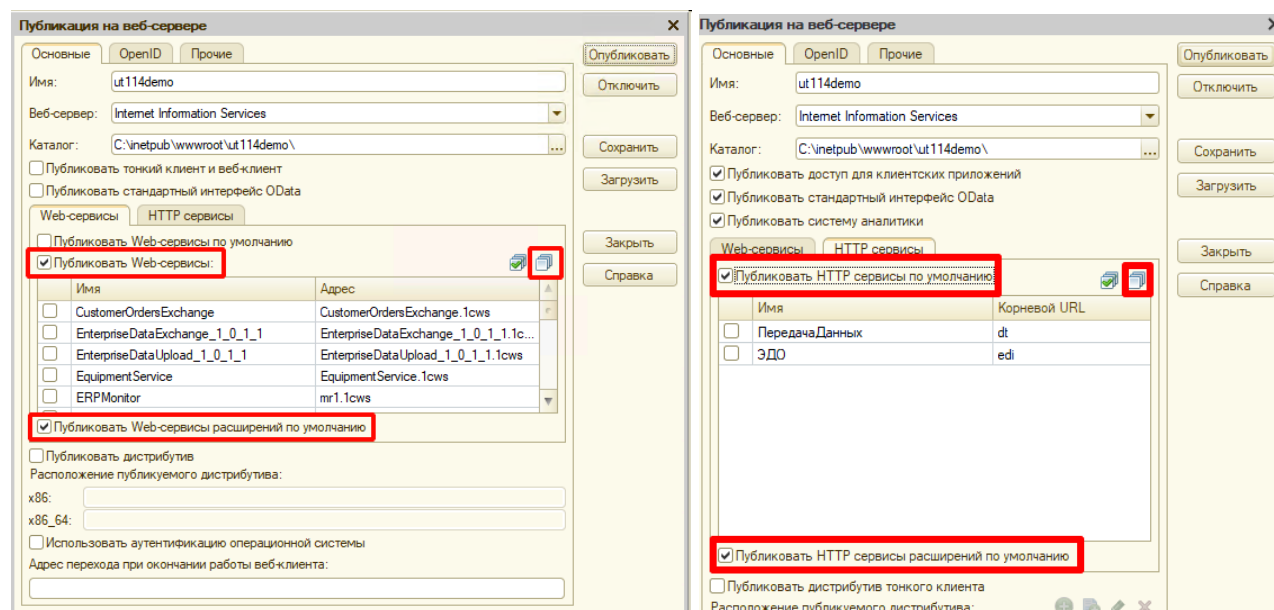 Публикация на веб-сервере
Основные OpenID Прочие
Опубликовать
Имя: ut114demo
Отключить
Веб-сервер: Internet Information Services
Каталог: C:\inetpub\wwwroot\ut114demo\ ...
Сохранить
Публиковать тонкий клиент и веб-клиент
Загрузить
Публиковать стандартный интерфейс OData
Web-сервисы HTTP сервисы
Публиковать Web-сервисы по умолчанию
Закрыть
Публиковать Web-сервисы:
Справка
Имя Адрес
CustomerOrdersExchange CustomerOrdersExchange.1cws
EnterpriseDataExchange_1_0_1_1 EnterpriseDataExchange_1_0_1_1.1c...
EnterpriseDataUpload_1_0_1_1 EnterpriseDataUpload_1_0_1_1.1cws
EquipmentService EquipmentService.1cws
ERPMonitor mr1.1cws
Публиковать Web-сервисы расширений по умолчанию
Публиковать дистрибутив
Расположение публикуемого дистрибутива:
x86:
x86_64:
Использовать аутентификацию операционной системы
Адрес перехода при окончании работы веб-клиента:
Публикация на веб-сервере
Основные OpenID Прочие
Опубликовать
Имя: ut114demo
Отключить
Веб-сервер: Internet Information Services
Каталог: C:\inetpub\wwwroot\ut114demo\ ...
Сохранить
Публиковать доступ для клиентских приложений
Загрузить
Публиковать стандартный интерфейс OData
Публиковать систему аналитики
Web-сервисы HTTP сервисы
Закрыть
Публиковать HTTP сервисы по умолчанию
Справка
Имя Корневой URL
ПередачаДанных dt
ЭДО edi
Публиковать HTTP сервисы расширений по умолчанию
Публиковать дистрибутив тонкого клиента
Расположение публикуемого дистрибутива: